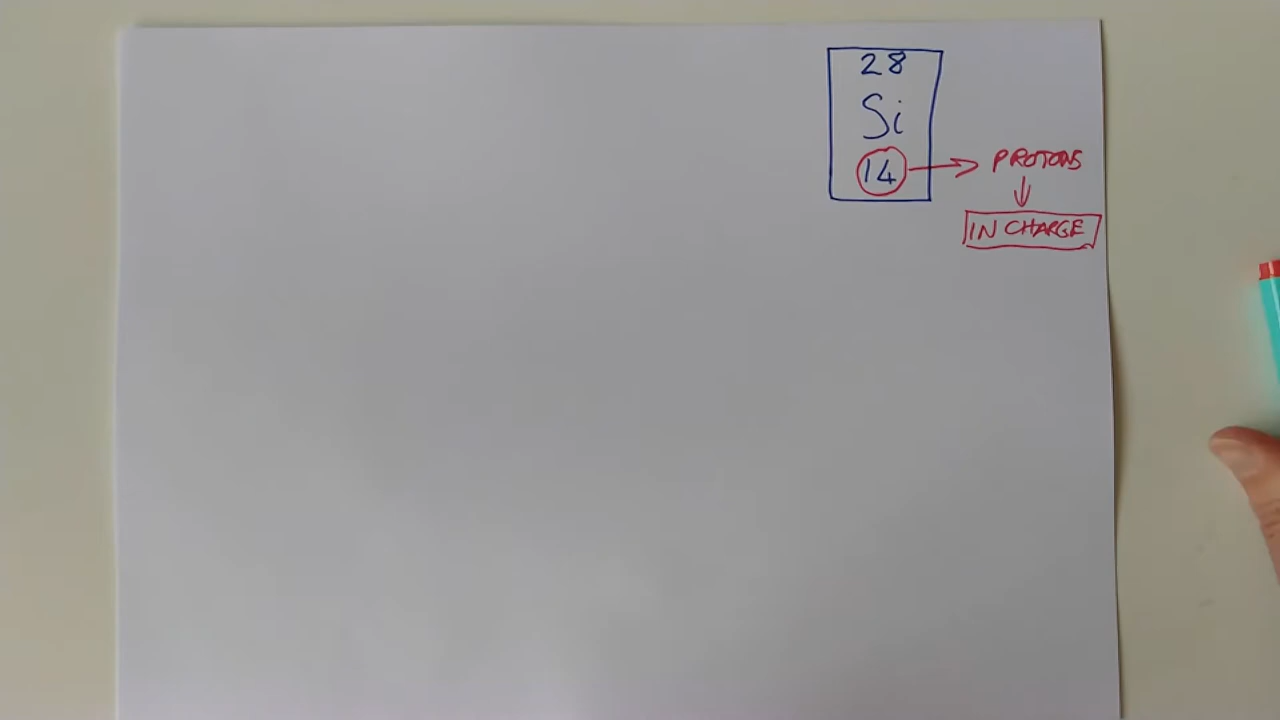 28
Si
14 → PROTONS
↓
IN CHARGE